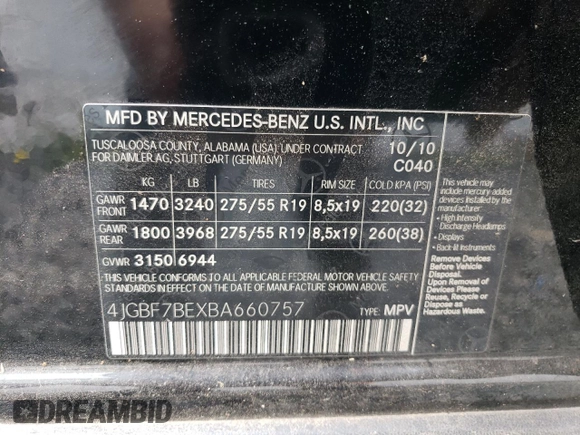 MFD BY MERCEDES-BENZ U.S. INTL., INC
TUSCALOOSA COUNTY, ALABAMA (USA). UNDER CONTRACT 10/10
FOR DAIMLER AG, STUTTGART (GERMANY) C040
KG LB TIRES RIM SIZE COLD KPA (PSI)
GAWR FRONT 1470 3240 275/55 R19 8,5x19 220(32)
GAWR REAR 1800 3968 275/55 R19 8,5x19 260(38)
GVWR 3150 6944
THIS VEHICLE CONFORMS TO ALL APPLICABLE
FEDERAL MOTOR VEHICLE SAFETY AND THEFT PREVENTION
STANDARDS IN EFFECT ON THE DATE OF MANUFACTURE
SHOWN ABOVE.
4JGBF7BEXBA660757 TYPE: MPV
This vehicle may
include mercury-added
devices installed by the
manufacturer:
• High Intensity
Discharge Headlamps
• Displays
• Back-lit Instruments
Remove Devices
Before Vehicle
Disposal.
Upon Removal
of Devices Please
Reuse, Recycle
or Dispose as
Hazardous Waste.
DREAMBID